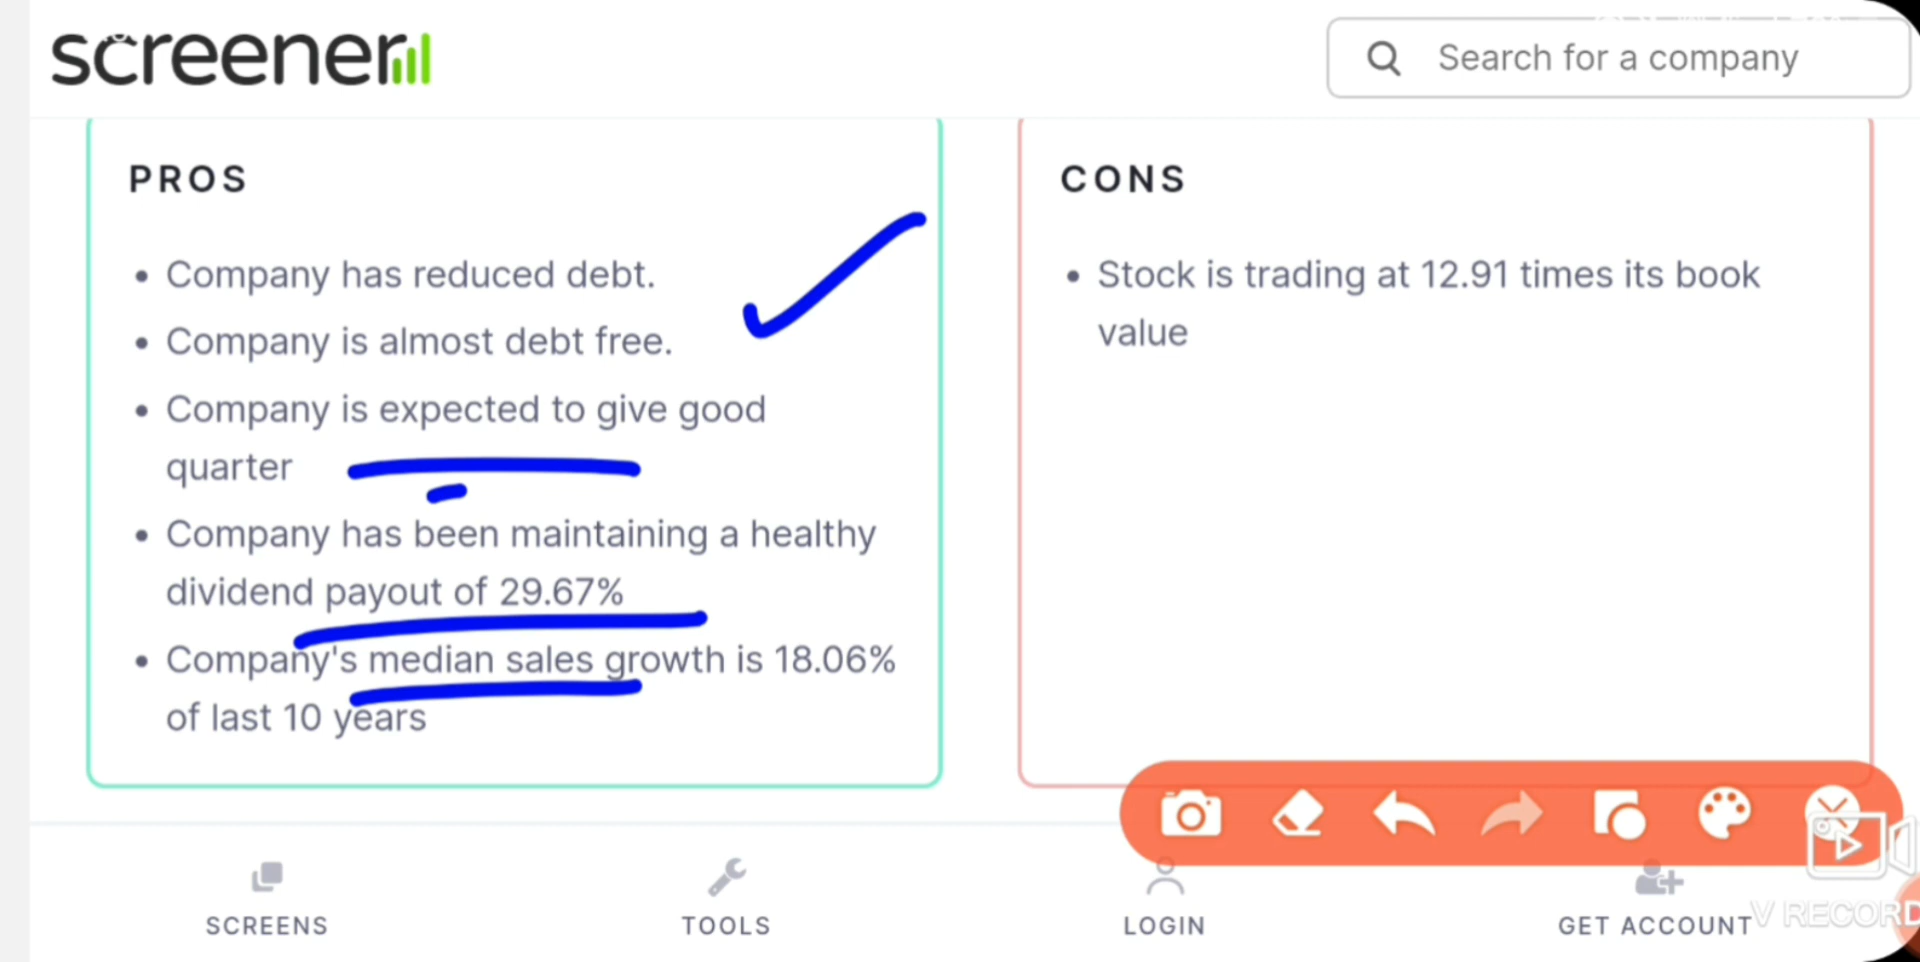 screener
Search for a company
PROS
Company has reduced debt.
Company is almost debt free.
Company is expected to give good
quarter
Company has been maintaining a healthy
dividend payout of 29.67%
Company's median sales growth is 18.06%
of last 10 years
CONS
Stock is trading at 12.91 times its book
value
SCREENS
TOOLS
LOGIN
GET ACCOUNT
V RECORD